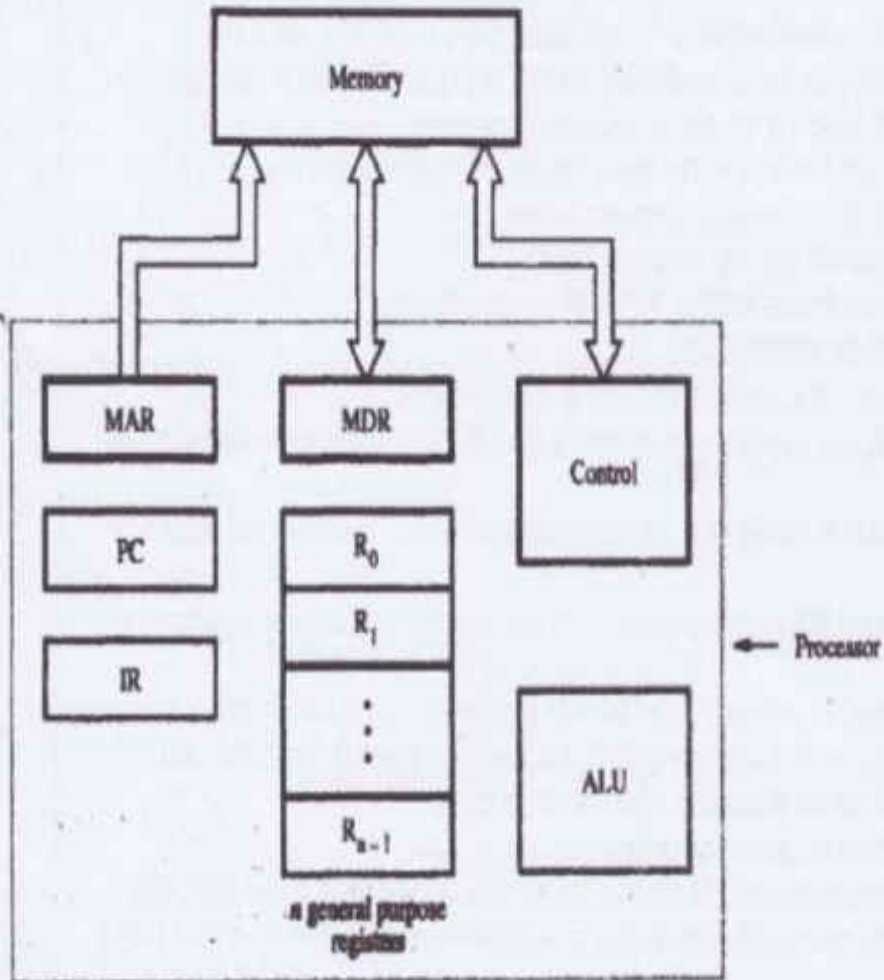 Memory
MAR
MDR
Control
PC
R0
R1
IR
Processor
ALU
Rn-1
n general purpose
registers